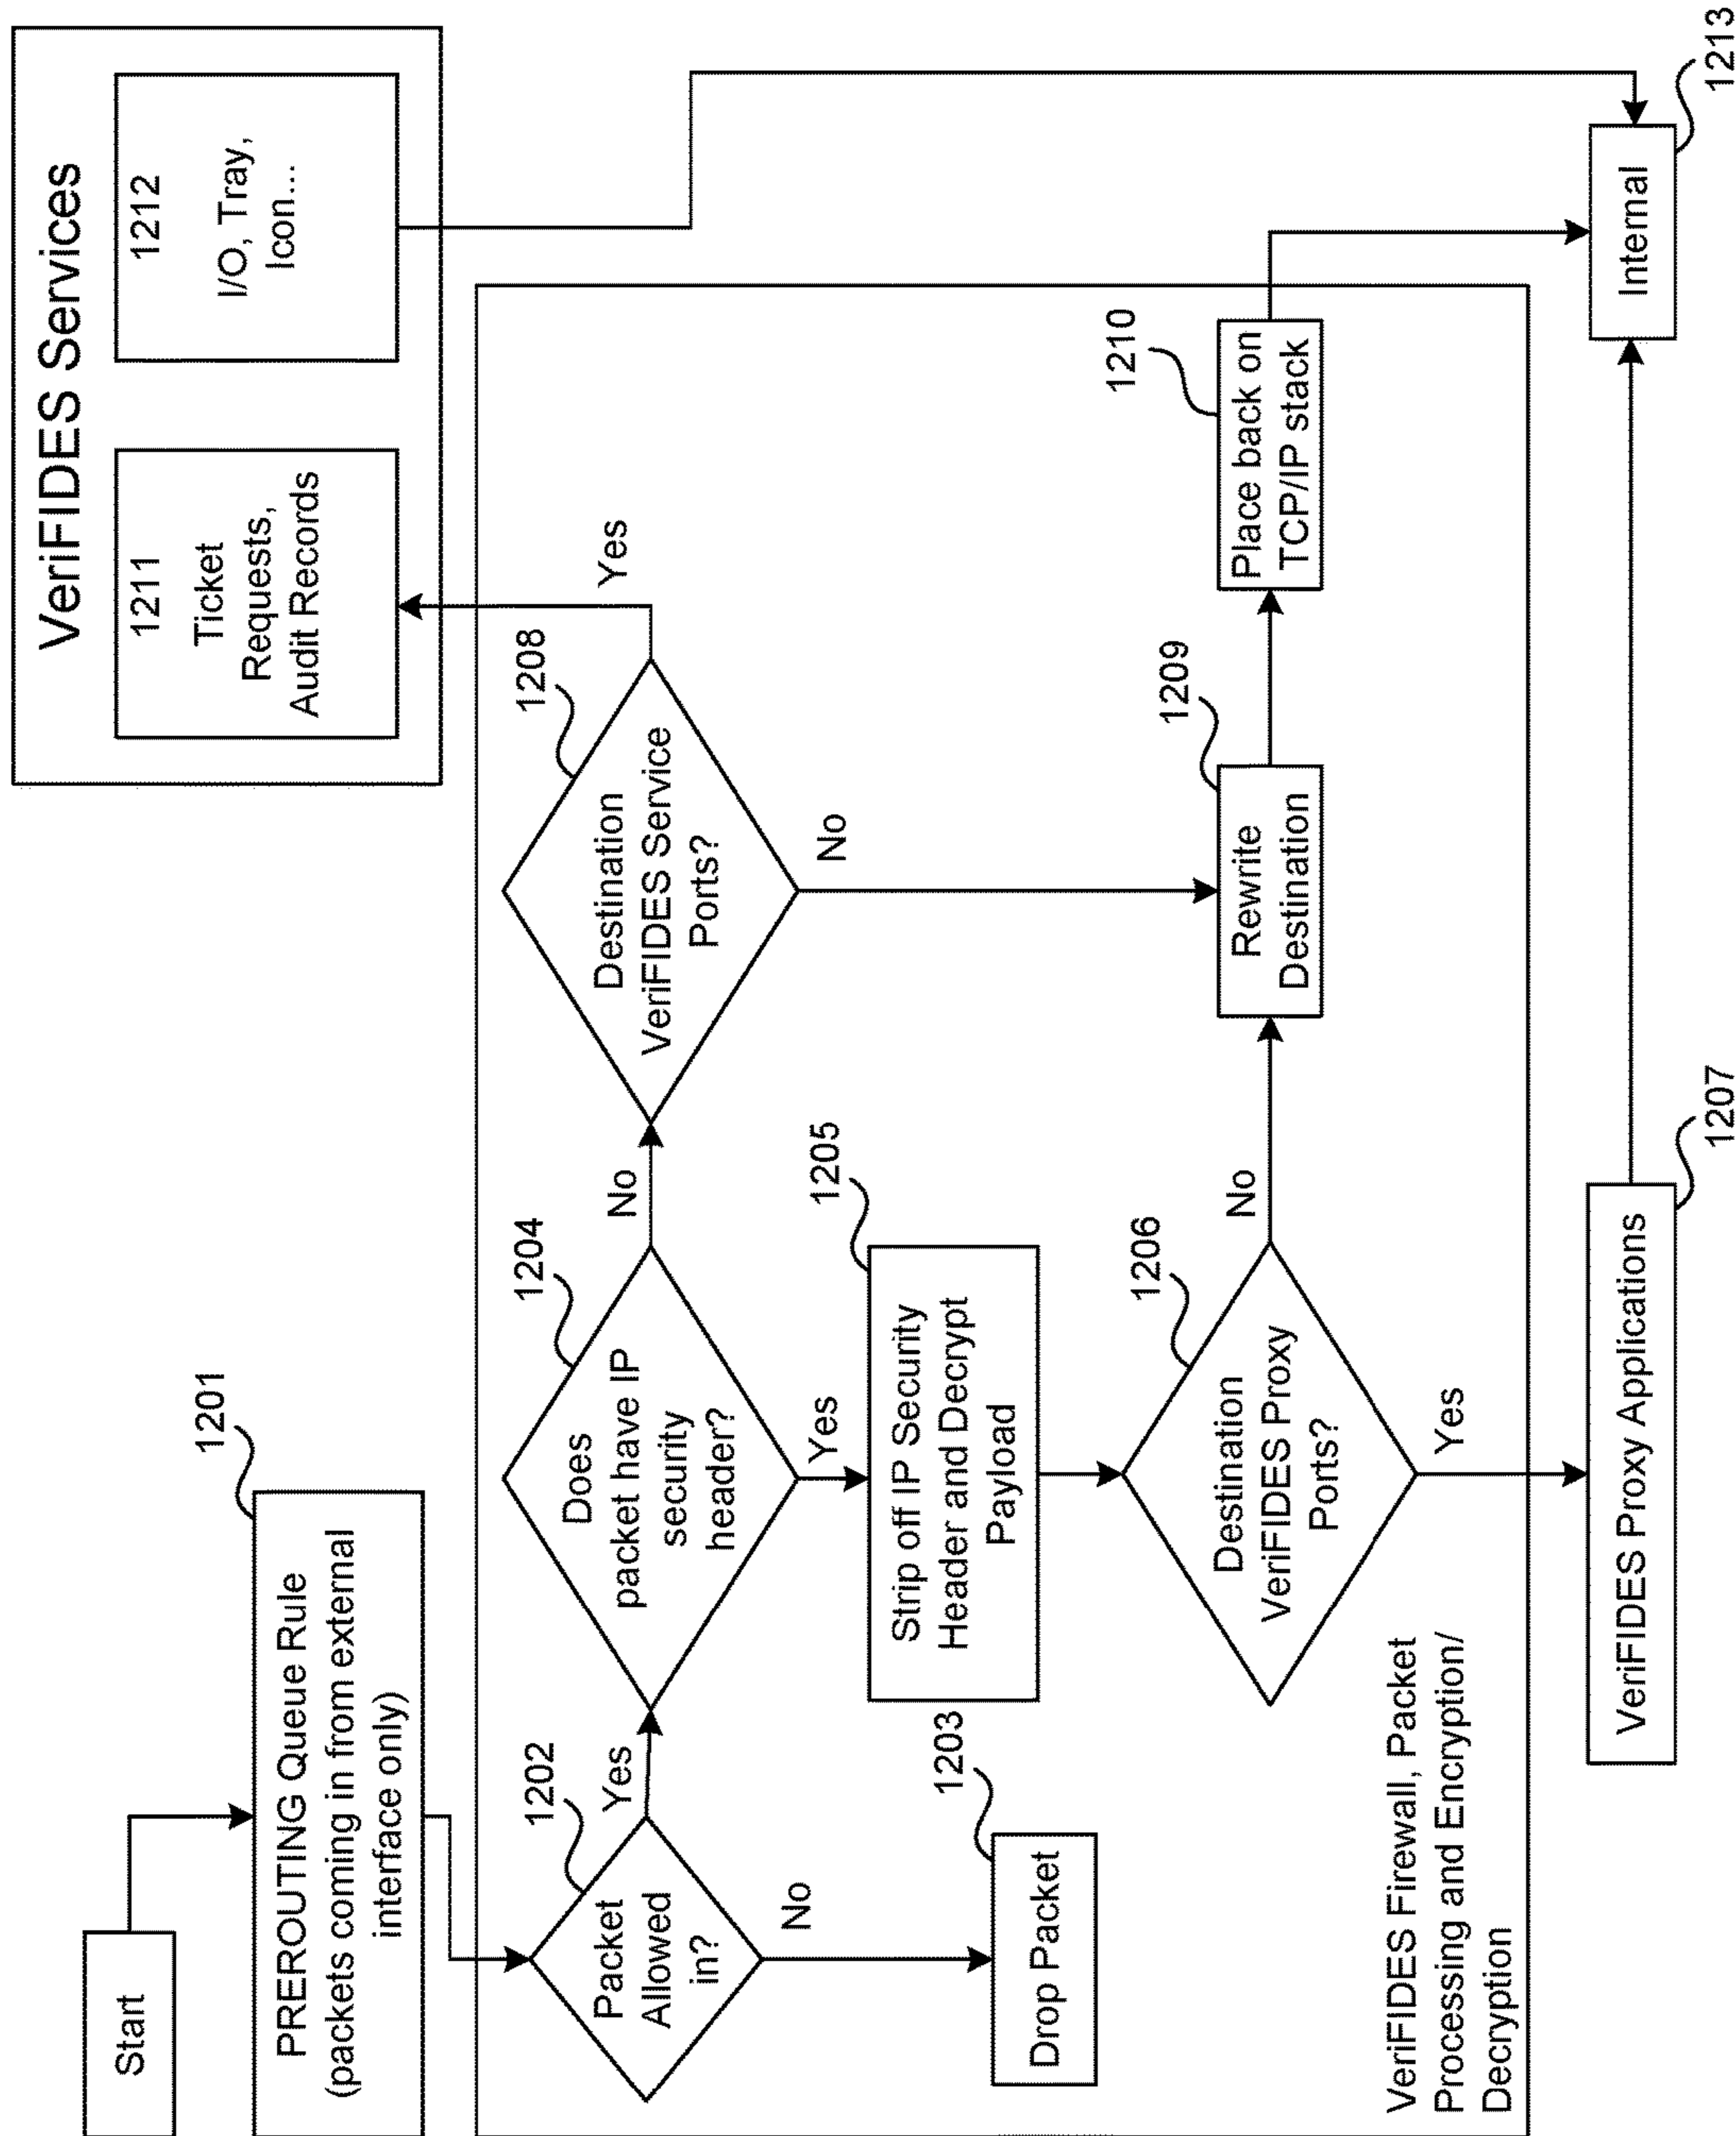 Start
1201
PREROUTING Queue Rule
(packets coming in from external
interface only)
VeriFIDES Services
1211
Ticket
Requests,
Audit Records
1212
I/O, Tray,
Icon...
1202
Packet
Allowed
in?
Yes
No
1203
Drop Packet
1204
Does
packet have IP
security
header?
No
Yes
1205
Strip off IP Security
Header and Decrypt
Payload
1206
Destination
VeriFIDES Proxy
Ports?
No
Yes
1208
Destination
VeriFIDES Service
Ports?
Yes
No
1209
Rewrite
Destination
1210
Place back on
TCP/IP stack
VeriFIDES Firewall, Packet
Processing and Encryption/
Decryption
VeriFIDES Proxy Applications
1207
Internal
1213